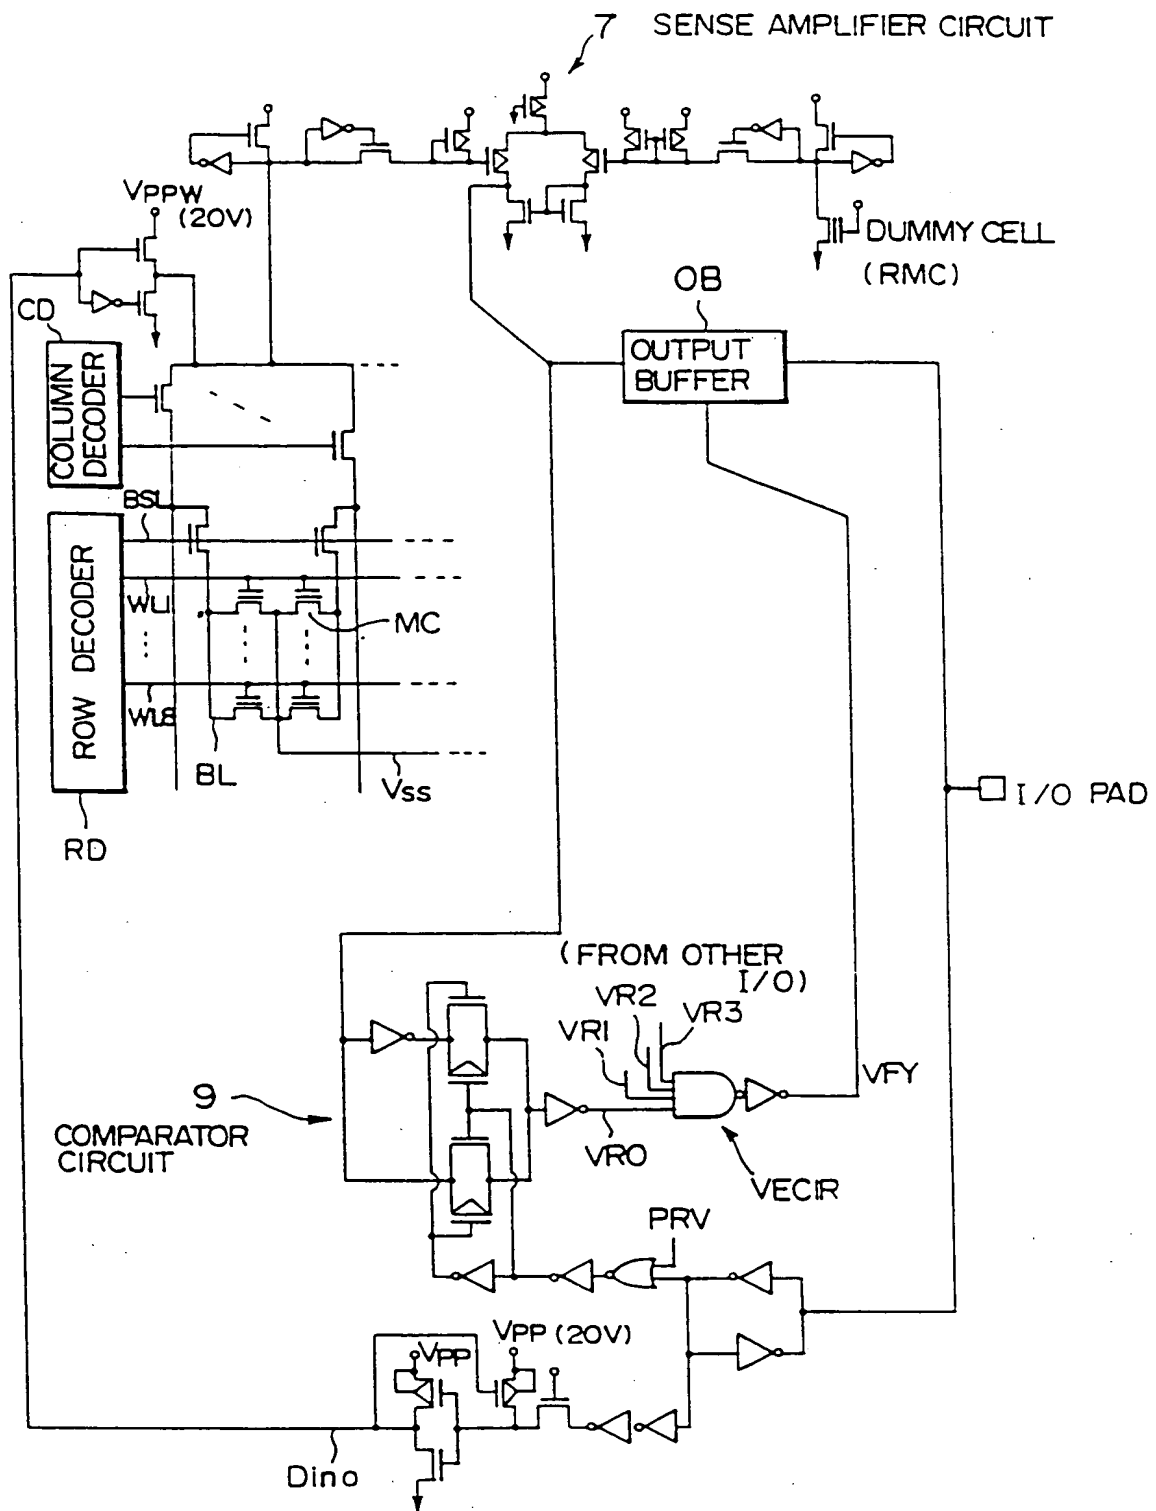 7 SENSE AMPLIFIER CIRCUIT
VPPW
(20V)
DUMMY CELL
(RMC)
CD
COLUMN
DECODER
OB
OUTPUT
BUFFER
BSL
ROW DECODER
WL1
MC
WL8
BL
VSS
RD
I/O PAD
(FROM OTHER
I/O)
VR2
VR3
VR1
VFY
9
COMPARATOR
CIRCUIT
VR0
VECIR
PRV
VPP (20V)
VPP
Dino